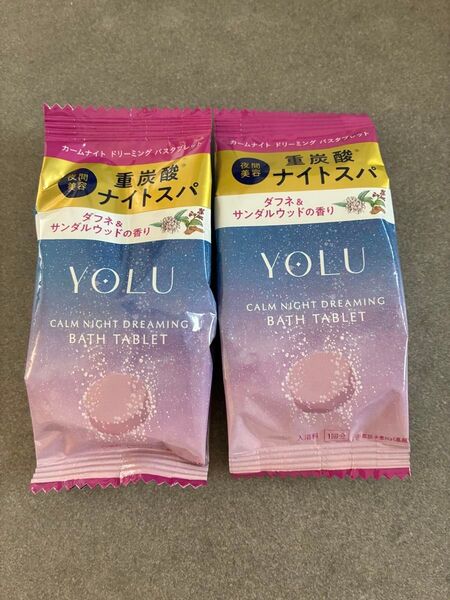 カームナイト ドリーミング バスタブレット
夜間
美容
重炭酸※
ナイトスパ
ダフネ&
サンダルウッドの香り
YOLU
CALM NIGHT DREAMING
BATH TABLET
カームナイト ドリーミング バスタブレット
夜間
美容
重炭酸※
ナイトスパ
ダフネ&
サンダルウッドの香り
YOLU
CALM NIGHT DREAMING
BATH TABLET
入浴料 1回分